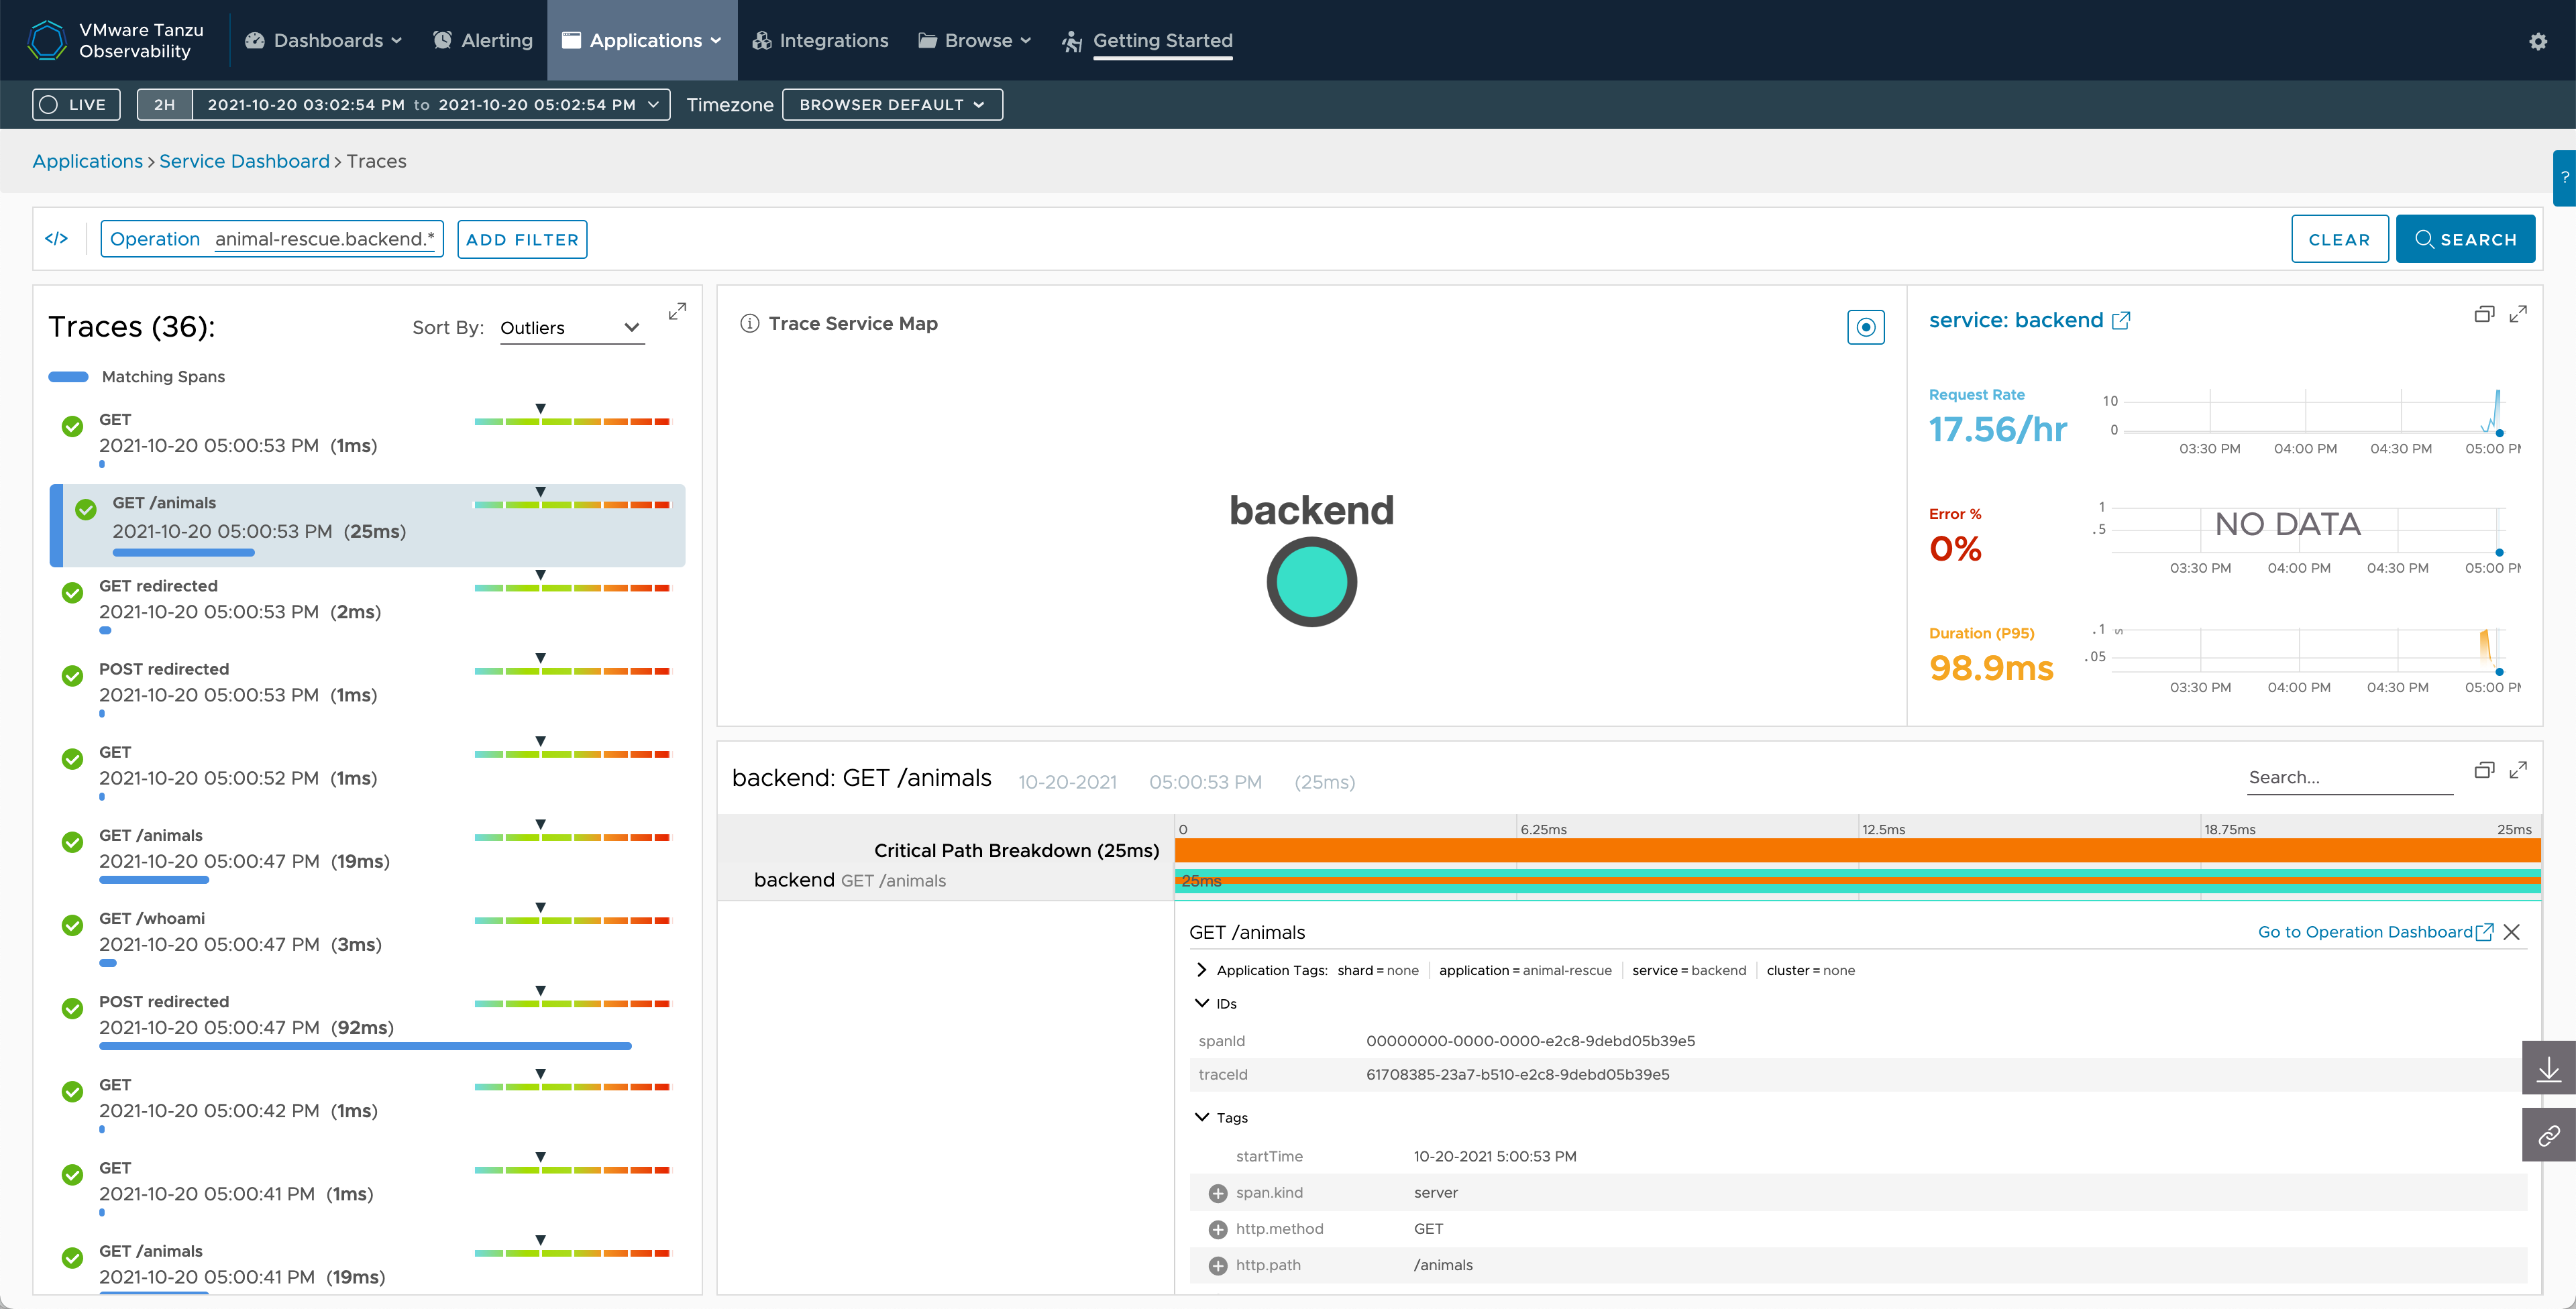 VMware Tanzu
Observability
Dashboards
Alerting
Applications
Integrations
Browse
Getting Started
LIVE
2H 2021-10-20 03:02:54 PM to 2021-10-20 05:02:54 PM
Timezone
BROWSER DEFAULT
Applications > Service Dashboard > Traces
?
</>
Operation animal-rescue.backend.*
ADD FILTER
CLEAR
SEARCH
Traces (36):
Sort By: Outliers
Matching Spans
GET
2021-10-20 05:00:53 PM (1ms)
GET /animals
2021-10-20 05:00:53 PM (25ms)
GET redirected
2021-10-20 05:00:53 PM (2ms)
POST redirected
2021-10-20 05:00:53 PM (1ms)
GET
2021-10-20 05:00:52 PM (1ms)
GET /animals
2021-10-20 05:00:47 PM (19ms)
GET /whoami
2021-10-20 05:00:47 PM (3ms)
POST redirected
2021-10-20 05:00:47 PM (92ms)
GET
2021-10-20 05:00:42 PM (1ms)
GET
2021-10-20 05:00:41 PM (1ms)
GET /animals
2021-10-20 05:00:41 PM (19ms)
Trace Service Map
backend
service: backend
Request Rate
17.56/hr
10
0
03:30 PM 04:00 PM 04:30 PM 05:00 PM
Error %
0%
1
.5
NO DATA
03:30 PM 04:00 PM 04:30 PM 05:00 PM
Duration (P95)
98.9ms
.1 s
.05
03:30 PM 04:00 PM 04:30 PM 05:00 PM
backend: GET /animals 10-20-2021 05:00:53 PM (25ms)
Search...
0 6.25ms 12.5ms 18.75ms 25ms
Critical Path Breakdown (25ms)
backend GET /animals
25ms
GET /animals
Go to Operation Dashboard
Application Tags: shard = none application = animal-rescue service = backend cluster = none
IDs
spanId 00000000-0000-0000-e2c8-9debd05b39e5
traceId 61708385-23a7-b510-e2c8-9debd05b39e5
Tags
startTime 10-20-2021 5:00:53 PM
span.kind server
http.method GET
http.path /animals